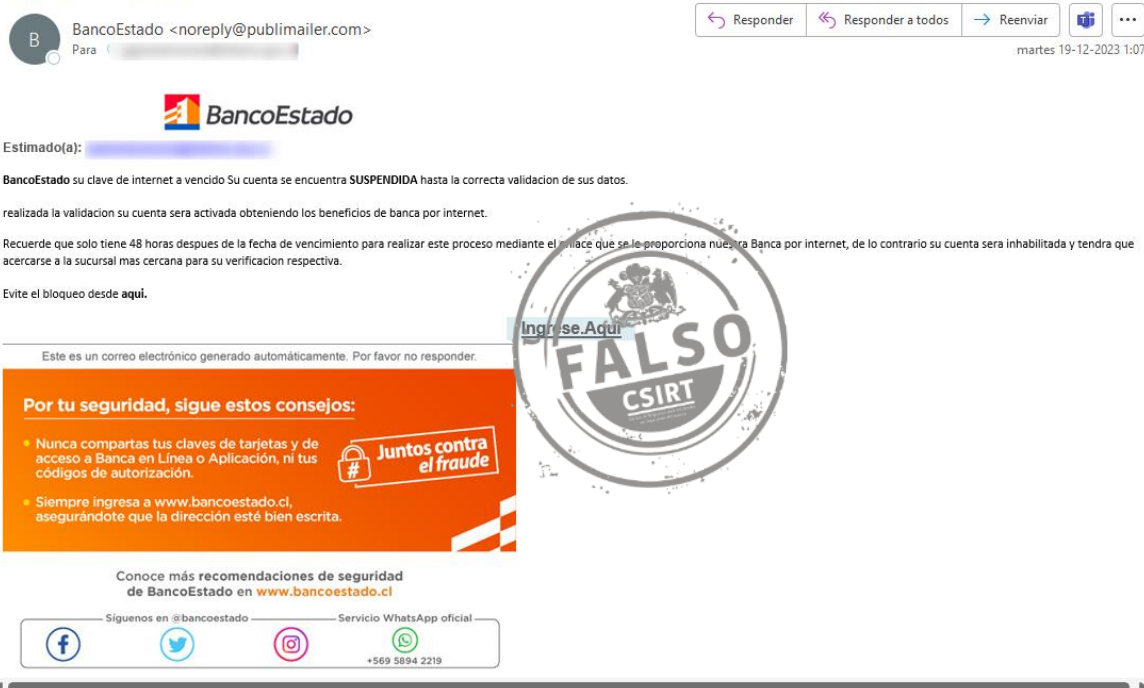 B
BancoEstado <noreply@publimailer.com>
Para
Responder
Responder a todos
Reenviar
martes 19-12-2023 1:07
BancoEstado
Estimado(a):
BancoEstado su clave de internet a vencido Su cuenta se encuentra SUSPENDIDA hasta la correcta validacion de sus datos.
realizada la validacion su cuenta sera activada obteniendo los beneficios de banca por internet.
Recuerde que solo tiene 48 horas despues de la fecha de vencimiento para realizar este proceso mediante el enlace que se le proporciona nuestra Banca por internet, de lo contrario su cuenta sera inhabilitada y tendra que
acercarse a la sucursal mas cercana para su verificacion respectiva.
Evite el bloqueo desde aqui.
Ingrese.Aqui
FALSO
CSIRT
Este es un correo electrónico generado automáticamente. Por favor no responder.
Por tu seguridad, sigue estos consejos:
• Nunca compartas tus claves de tarjetas y de
acceso a Banca en Línea o Aplicación, ni tus
códigos de autorización.
Juntos contra
el fraude
#
• Siempre ingresa a www.bancoestado.cl,
asegurándote que la dirección esté bien escrita.
Conoce más recomendaciones de seguridad
de BancoEstado en www.bancoestado.cl
Síguenos en @bancoestado
Servicio WhatsApp oficial
+569 5894 2219